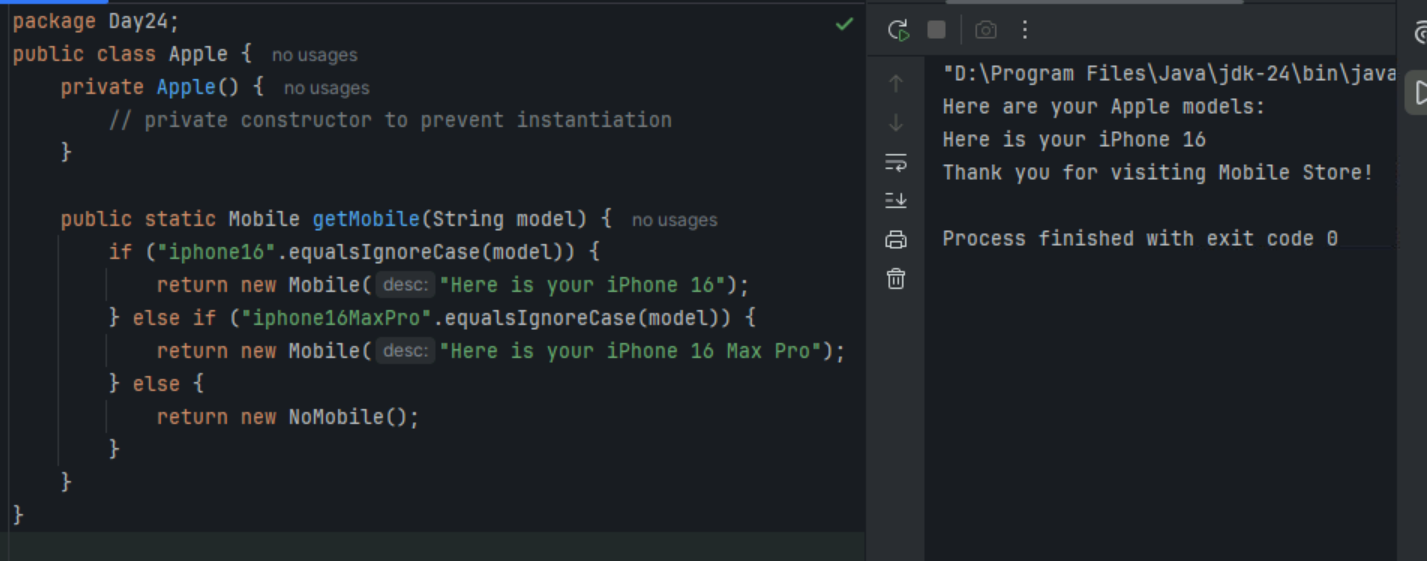 package Day24;
public class Apple { no usages
private Apple() { no usages
// private constructor to prevent instantiation
}
public static Mobile getMobile(String model) { no usages
if ("iphone16".equalsIgnoreCase(model)) {
return new Mobile( desc: "Here is your iPhone 16");
} else if ("iphone16MaxPro".equalsIgnoreCase(model)) {
return new Mobile( desc: "Here is your iPhone 16 Max Pro");
} else {
return new NoMobile();
}
}
}
"D:\Program Files\Java\jdk-24\bin\java
Here are your Apple models:
Here is your iPhone 16
Thank you for visiting Mobile Store!
Process finished with exit code 0